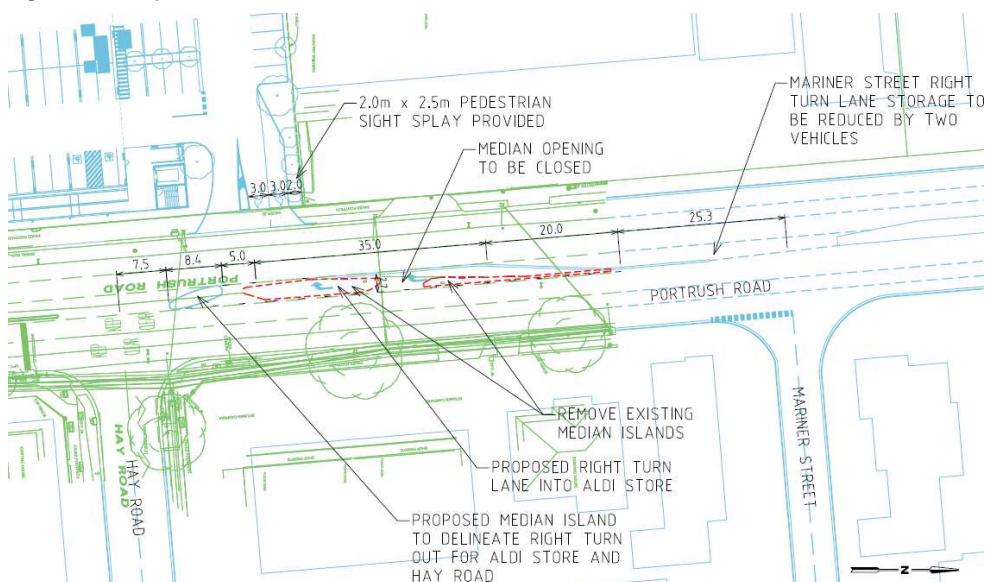 2.0m x 2.5m PEDESTRIAN
SIGHT SPLAY PROVIDED
MEDIAN OPENING
TO BE CLOSED
MARINER STREET RIGHT
TURN LANE STORAGE TO
BE REDUCED BY TWO
VEHICLES
3.0
3.0
2.0
7.5
8.4
5.0
35.0
20.0
25.3
2.7
PORTRUSH ROAD
PORTRUSH ROAD
REMOVE EXISTING
MEDIAN ISLANDS
PROPOSED RIGHT TURN
LANE INTO ALDI STORE
PROPOSED MEDIAN ISLAND
TO DELINEATE RIGHT TURN
OUT FOR ALDI STORE AND
HAY ROAD
HAY ROAD
HAY ROAD
MARINER STREET
N